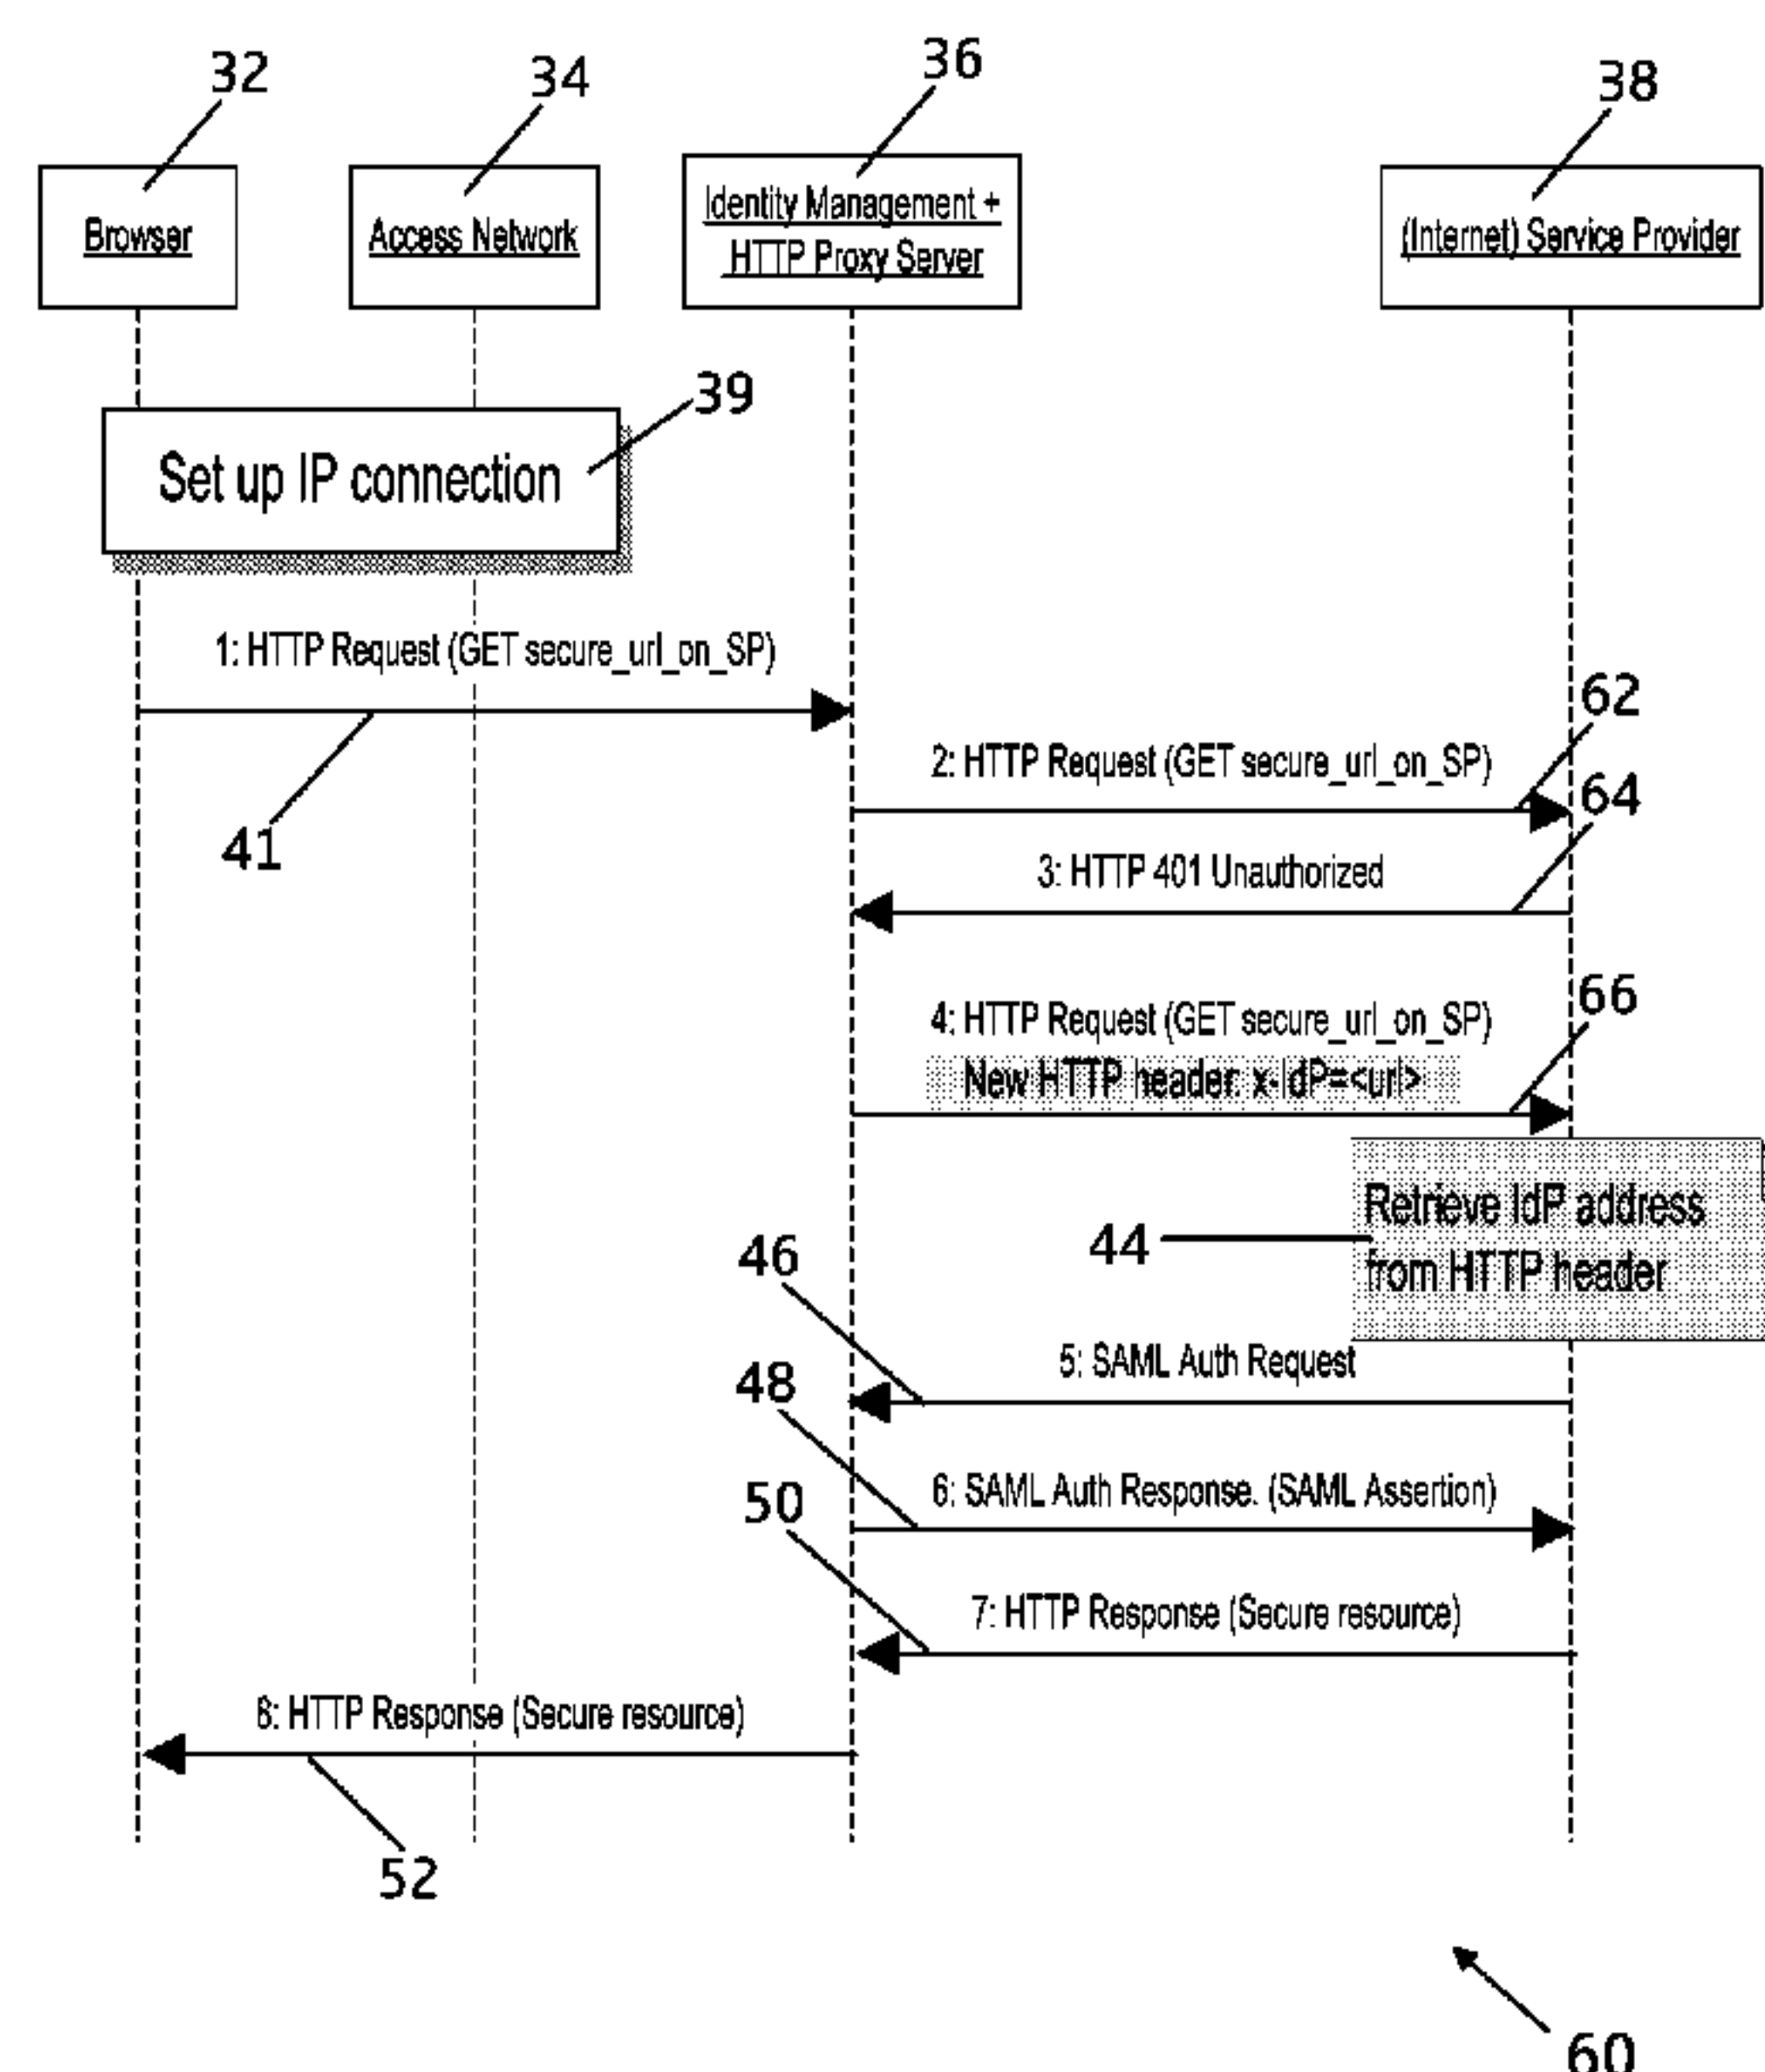 32
34
36
38
Browser
Access Network
Identity Management +
HTTP Proxy Server
(Internet) Service Provider
39
Set up IP connection
1: HTTP Request (GET secure_url_on_SP)
41
62
2: HTTP Request (GET secure_url_on_SP)
64
3: HTTP 401 Unauthorized
66
4: HTTP Request (GET secure_url_on_SP)
New HTTP header: x-IdP=<url>
44
Retrieve IdP address
from HTTP header
46
5: SAML Auth Request
48
6: SAML Auth Response. (SAML Assertion)
50
7: HTTP Response (Secure resource)
8: HTTP Response (Secure resource)
52
60